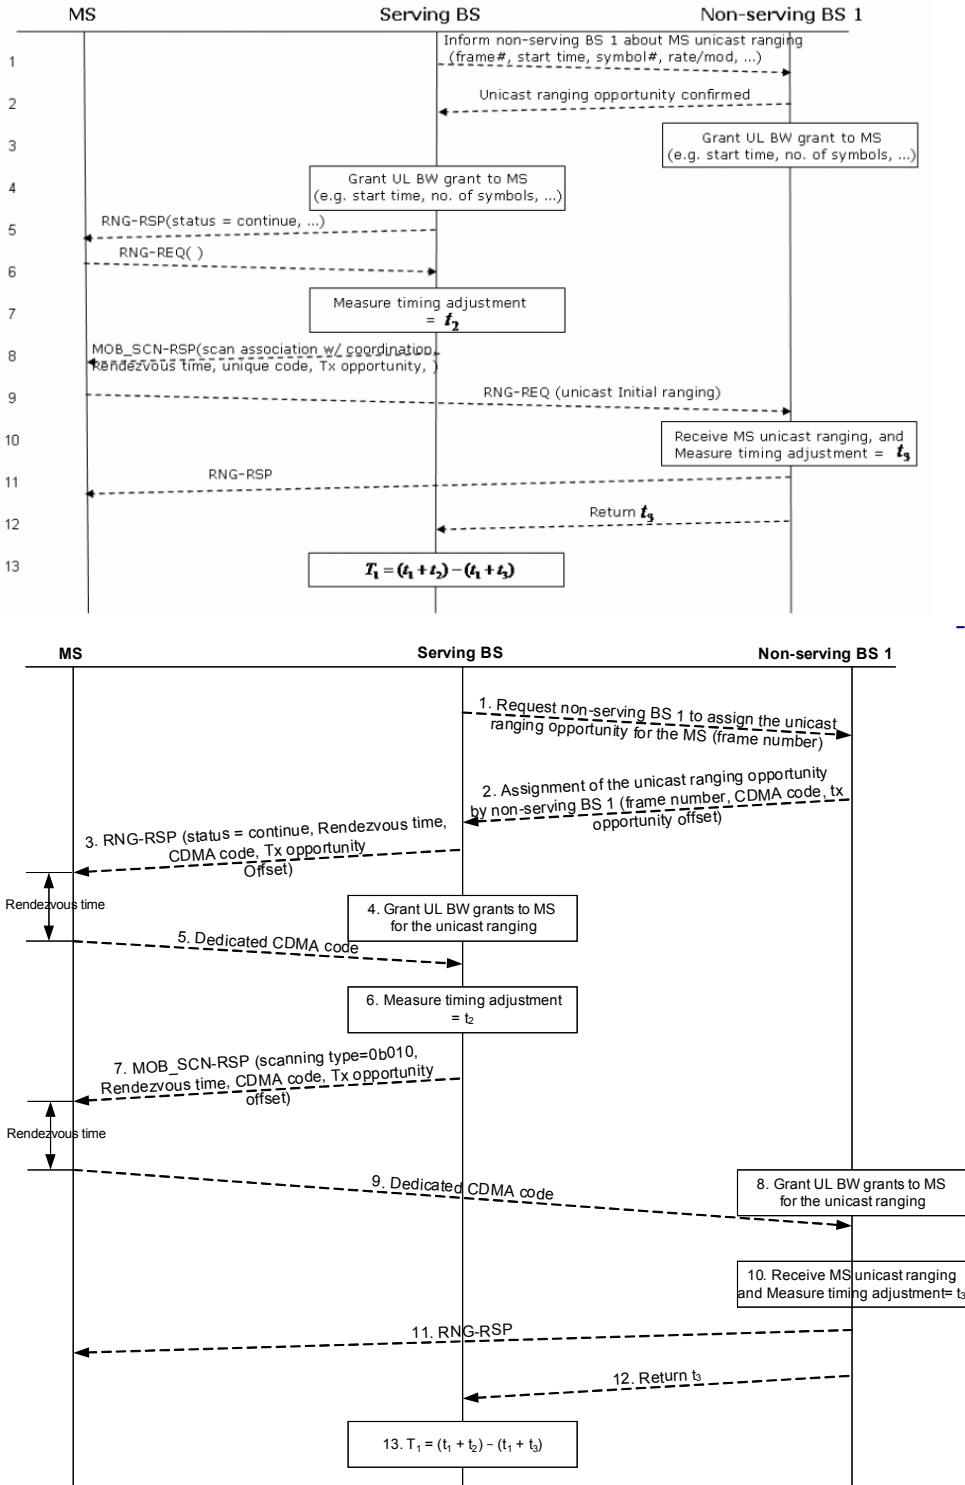 MS Serving BS Non-serving BS 1
Inform non-serving BS 1 about MS unicast ranging
1 (frame#, start time, symbol#, rate/mod, ...)
2 Unicast ranging opportunity confirmed
3 Grant UL BW grant to MS
(e.g. start time, no. of symbols, ...)
4 Grant UL BW grant to MS
(e.g. start time, no. of symbols, ...)
5 RNG-RSP(status = continue, ...)
6 RNG-REQ( )
7 Measure timing adjustment
= t2
8 MOB_SCN-RSP(scan association w/ coordination,
Rendezvous time, unique code, Tx opportunity, )
9 RNG-REQ (unicast Initial ranging)
10 Receive MS unicast ranging, and
Measure timing adjustment = t3
11 RNG-RSP
12 Return t3
13 T1 = (t1 + t2) – (t1 + t3)
MS Serving BS Non-serving BS 1
1. Request non-serving BS 1 to assign the unicast
ranging opportunity for the MS (frame number)
2. Assignment of the unicast ranging opportunity
by non-serving BS 1 (frame number, CDMA code, tx
opportunity offset)
3. RNG-RSP (status = continue, Rendezvous time,
CDMA code, Tx opportunity
Offset)
Rendezvous time
4. Grant UL BW grants to MS
for the unicast ranging
5. Dedicated CDMA code
6. Measure timing adjustment
= t2
7. MOB_SCN-RSP (scanning type=0b010,
Rendezvous time, CDMA code, Tx opportunity
offset)
Rendezvous time
8. Grant UL BW grants to MS
for the unicast ranging
9. Dedicated CDMA code
10. Receive MS unicast ranging
and Measure timing adjustment= t3
11. RNG-RSP
12. Return t3
13. T1 = (t1 + t2) – (t1 + t3)